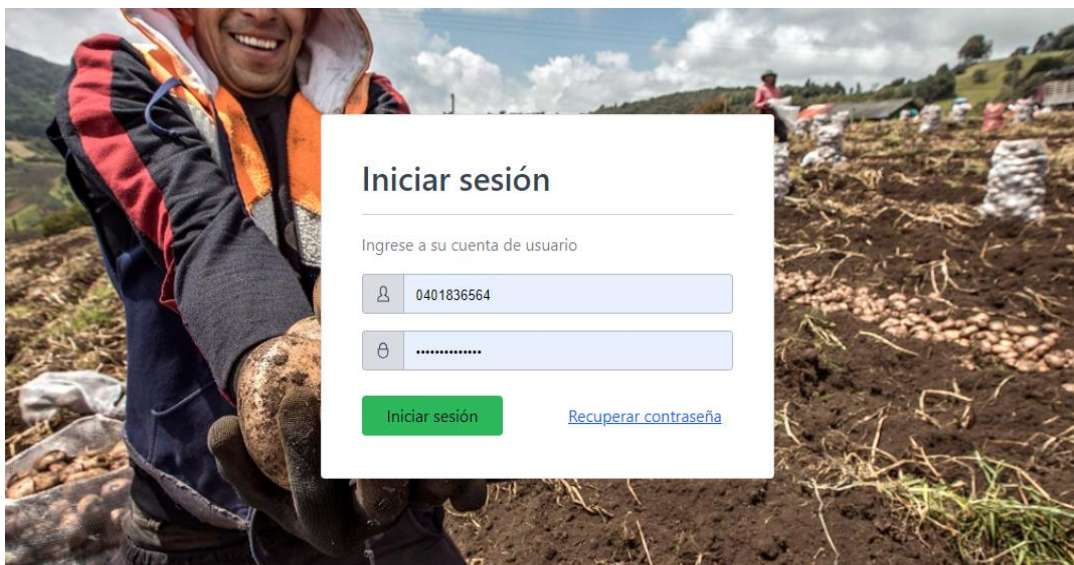 Iniciar sesión
Ingrese a su cuenta de usuario
0401836564
••••••••••••••
Iniciar sesión
Recuperar contraseña